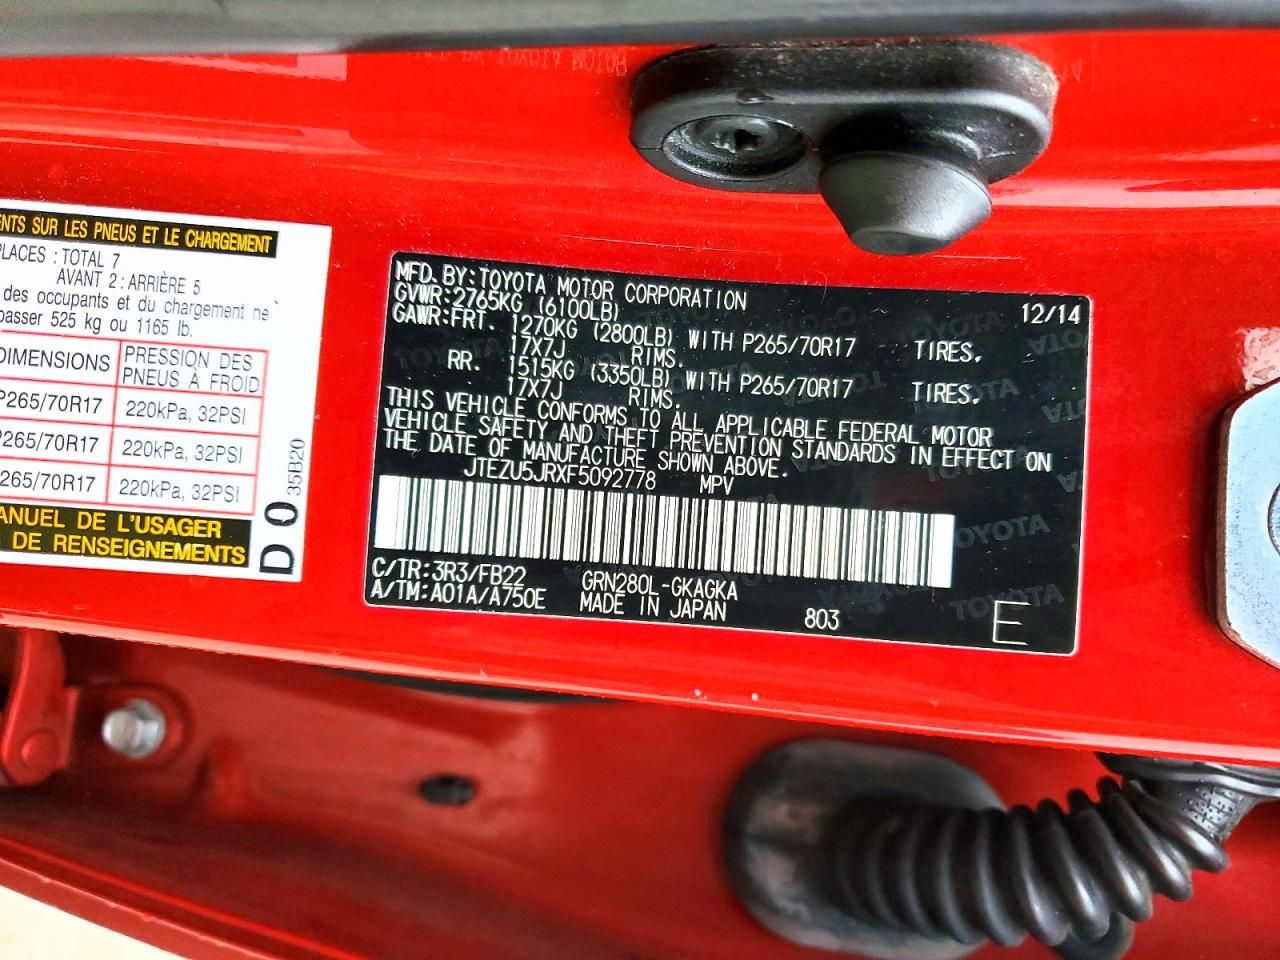 ENTS SUR LES PNEUS ET LE CHARGEMENT
PLACES : TOTAL 7
AVANT 2 : ARRIÈRE 5
des occupants et du chargement ne
passer 525 kg ou 1165 lb.
DIMENSIONS PRESSION DES PNEUS À FROID
P265/70R17 220kPa, 32PSI
P265/70R17 220kPa, 32PSI
265/70R17 220kPa, 32PSI
MANUEL DE L'USAGER
DE RENSEIGNEMENTS
D 0 35B20
MFD. BY: TOYOTA MOTOR CORPORATION 12/14
GVWR: 2765KG (6100LB)
GAWR: FRT. 1270KG (2800LB) WITH P265/70R17 TIRES,
17X7J RIMS.
RR. 1515KG (3350LB) WITH P265/70R17 TIRES,
17X7J RIMS.
THIS VEHICLE CONFORMS TO ALL APPLICABLE FEDERAL MOTOR
VEHICLE SAFETY AND THEFT PREVENTION STANDARDS IN EFFECT ON
THE DATE OF MANUFACTURE SHOWN ABOVE.
JTEZU5JRXF5092778 MPV
C/TR: 3R3/FB22 GRN280L-GKAGKA
A/TM: A01A/A750E MADE IN JAPAN 803 E